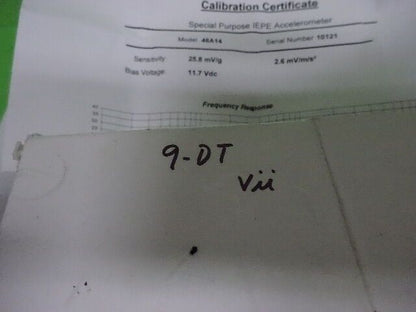 Calibration Certificate
Special Purpose IEPE Accelerometer
Model 46A14 Serial Number 10121
Sensitivity 25.8 mV/g 2.6 mV/m/s²
Bias Voltage 11.7 Vdc
Frequency Response
9-DT
Vii